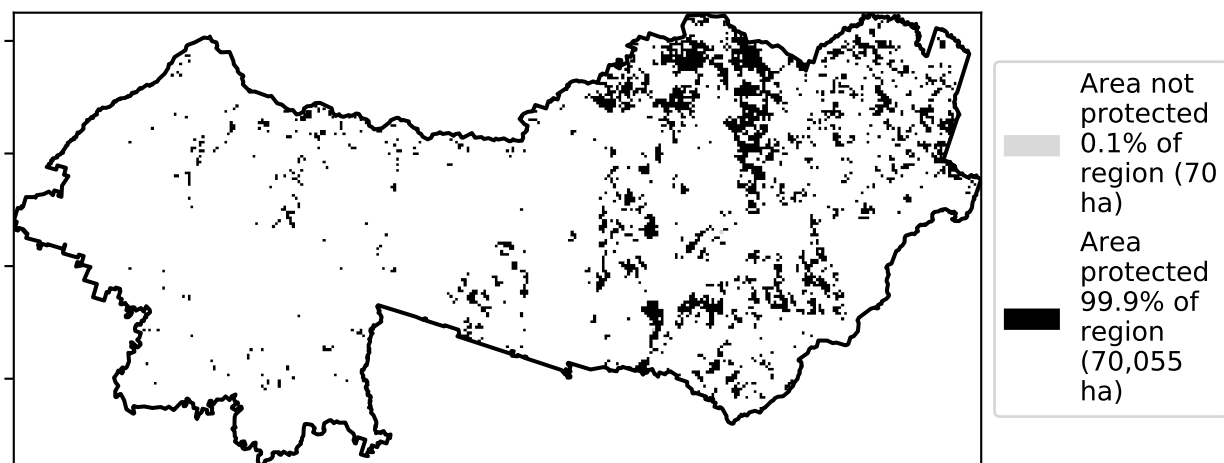 Area not
protected
0.1% of
region (70
ha)
Area
protected
99.9% of
region
(70,055
ha)